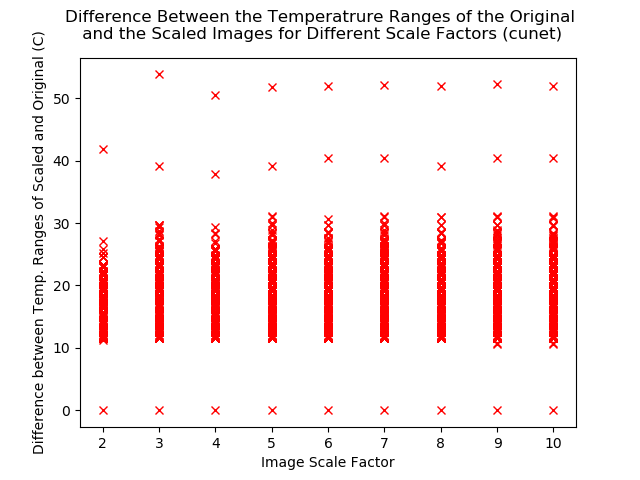 Difference Between the Temperatrure Ranges of the Original
and the Scaled Images for Different Scale Factors (cunet)
Difference between Temp. Ranges of Scaled and Original (C)
50
40
30
20
10
0
2 3 4 5 6 7 8 9 10
Image Scale Factor